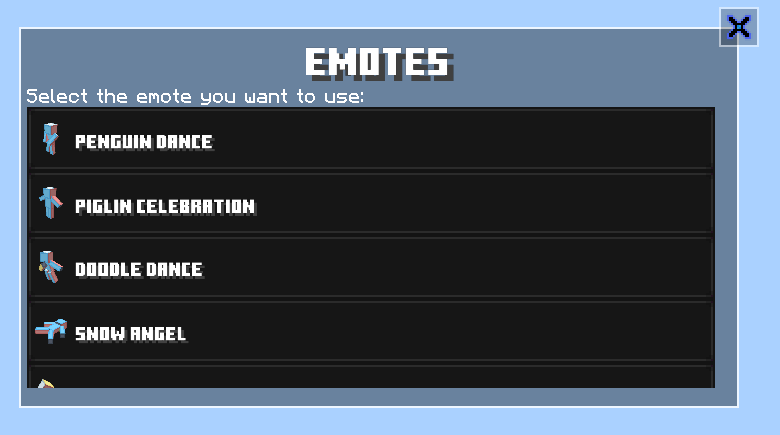 EMOTES
Select the emote you want to use:
PENGUIN DANCE
PIGLIN CELEBRATION
DOODLE DANCE
SNOW ANGEL